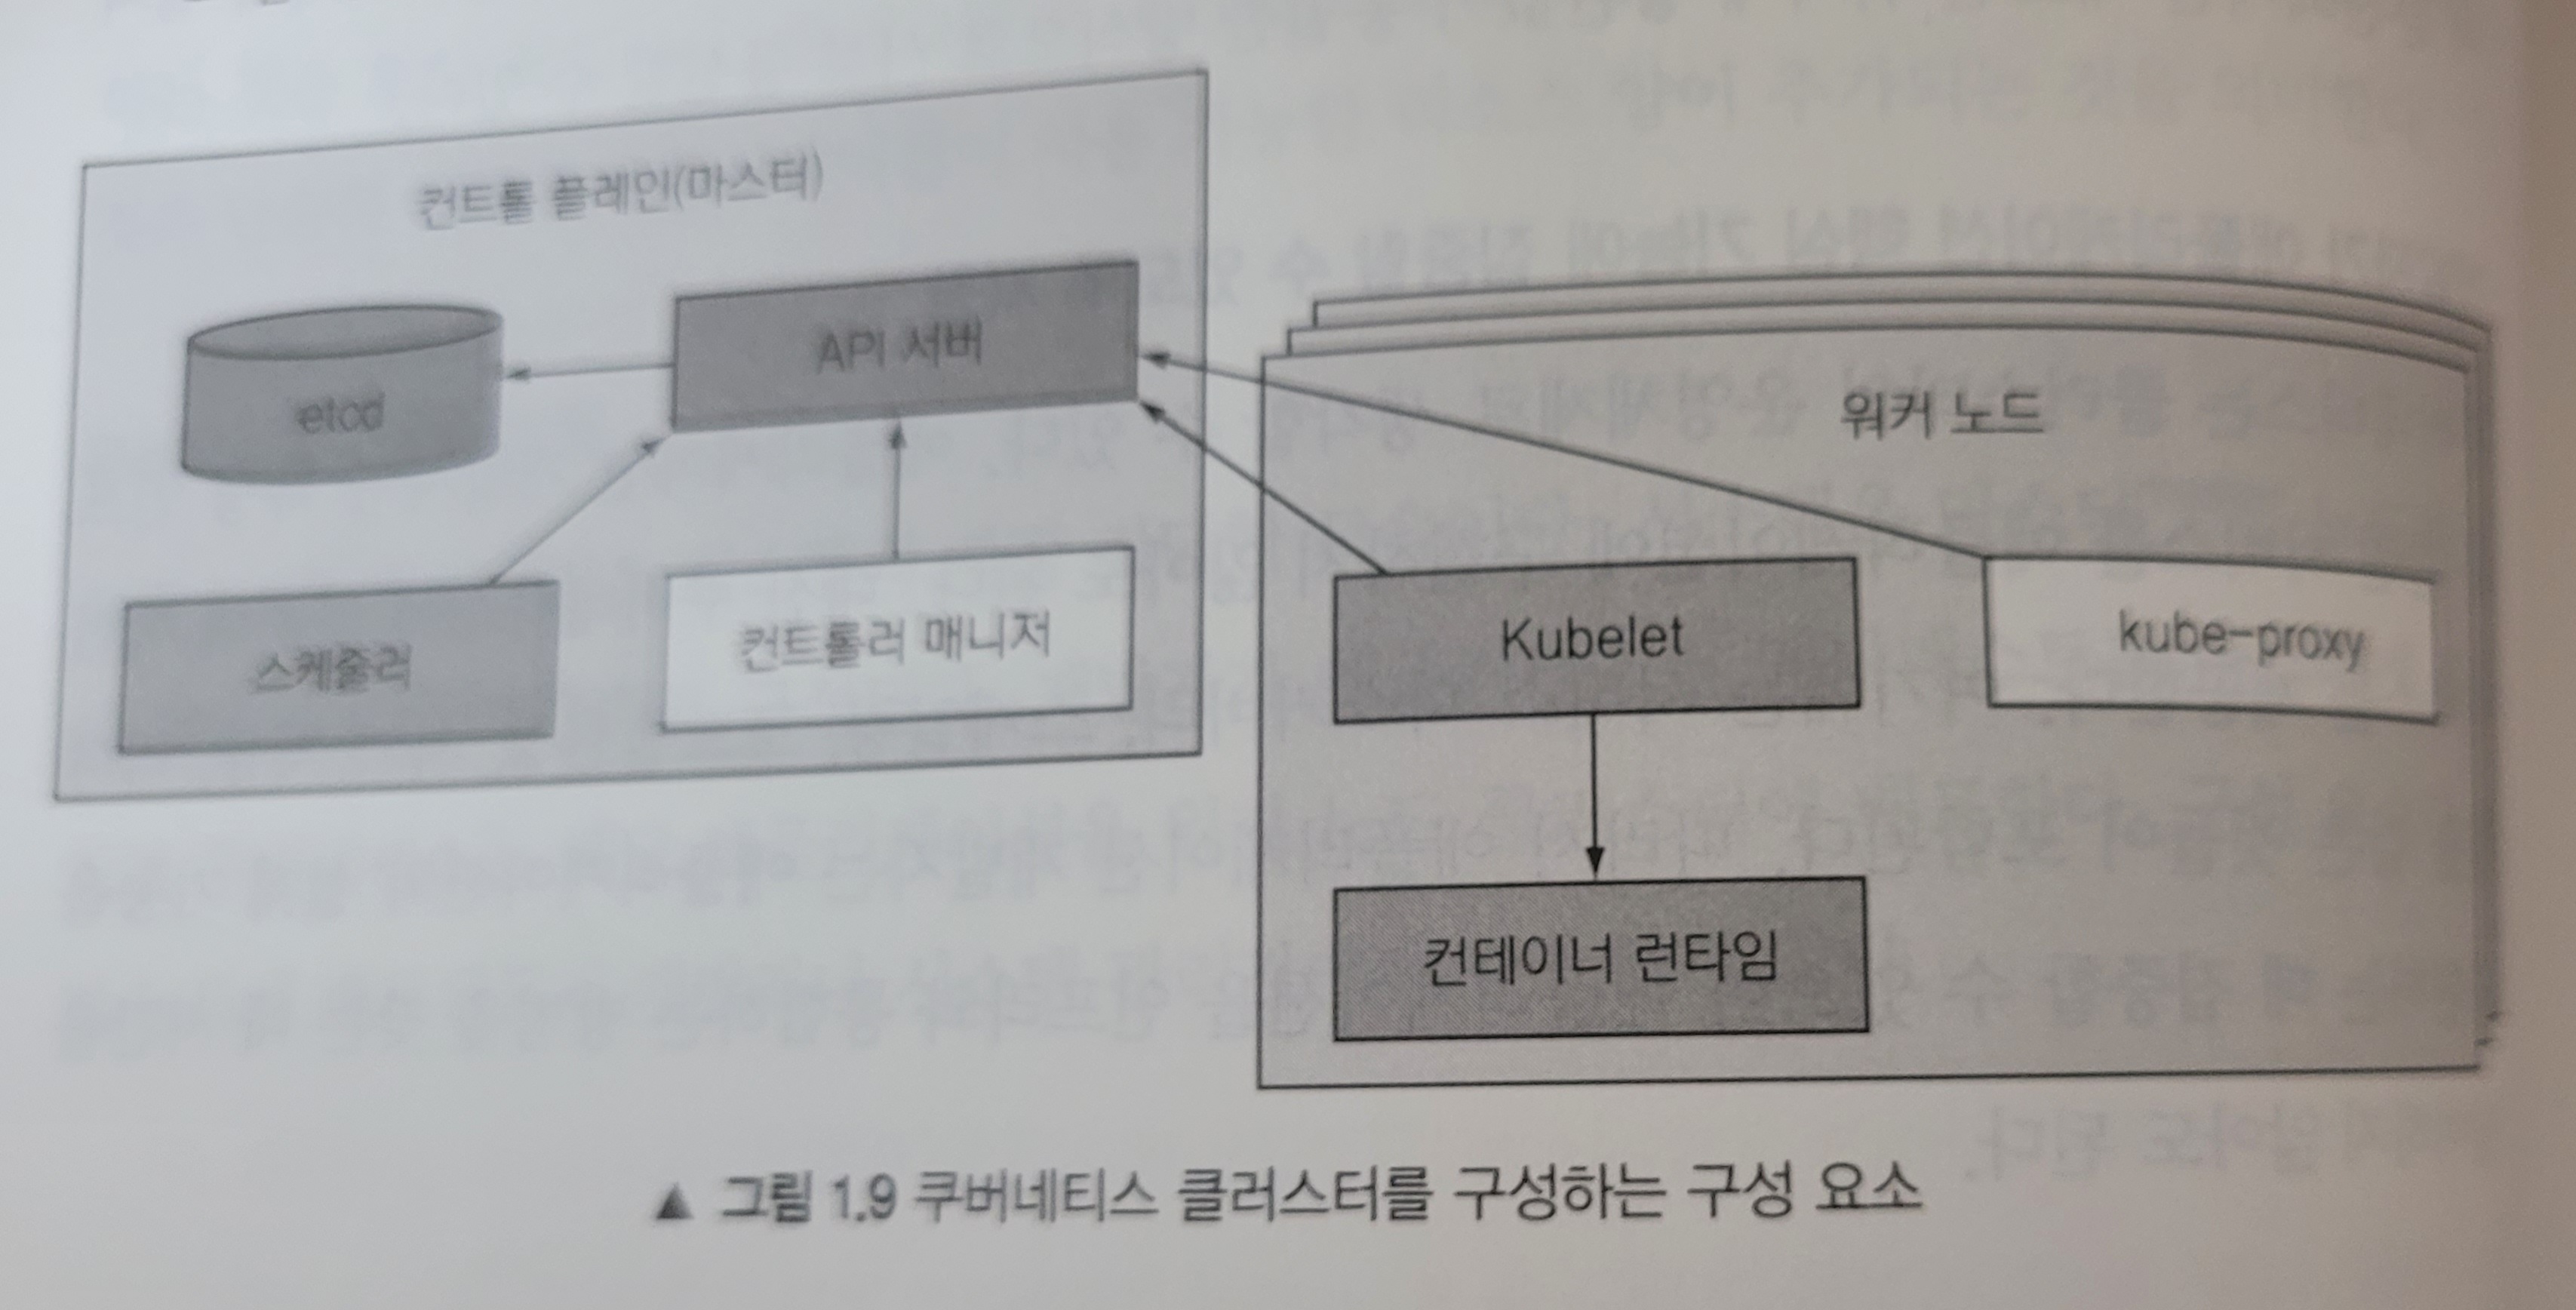 컨트롤 플레인(마스터)
API 서버
etcd
스케줄러
컨트롤러 매니저
워커 노드
Kubelet
kube-proxy
컨테이너 런타임
▲ 그림 1.9 쿠버네티스 클러스터를 구성하는 구성 요소